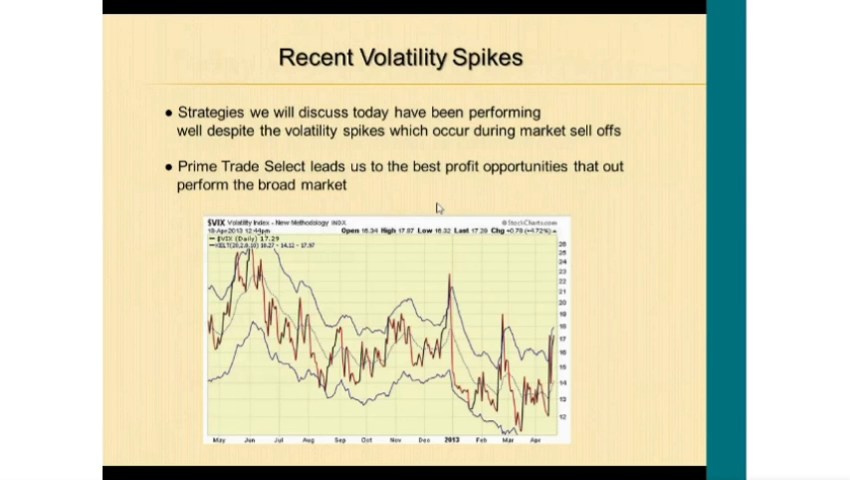 Recent Volatility Spikes
● Strategies we will discuss today have been performing
well despite the volatility spikes which occur during market sell offs
● Prime Trade Select leads us to the best profit opportunities that out
perform the broad market
$VIX Volatility Index - New Methodology INDX © StockCharts.com
18-Apr-2013 12:44pm Open 16.34 High 17.57 Low 16.32 Last 17.29 Chg +0.78 (+4.72%)
$VIX (Daily) 17.29
26
25
24
23
22
21
20
19
18
17
16
15
14
13
12
May Jun Jul Aug Sep Oct Nov Dec 2013 Feb Mar Apr